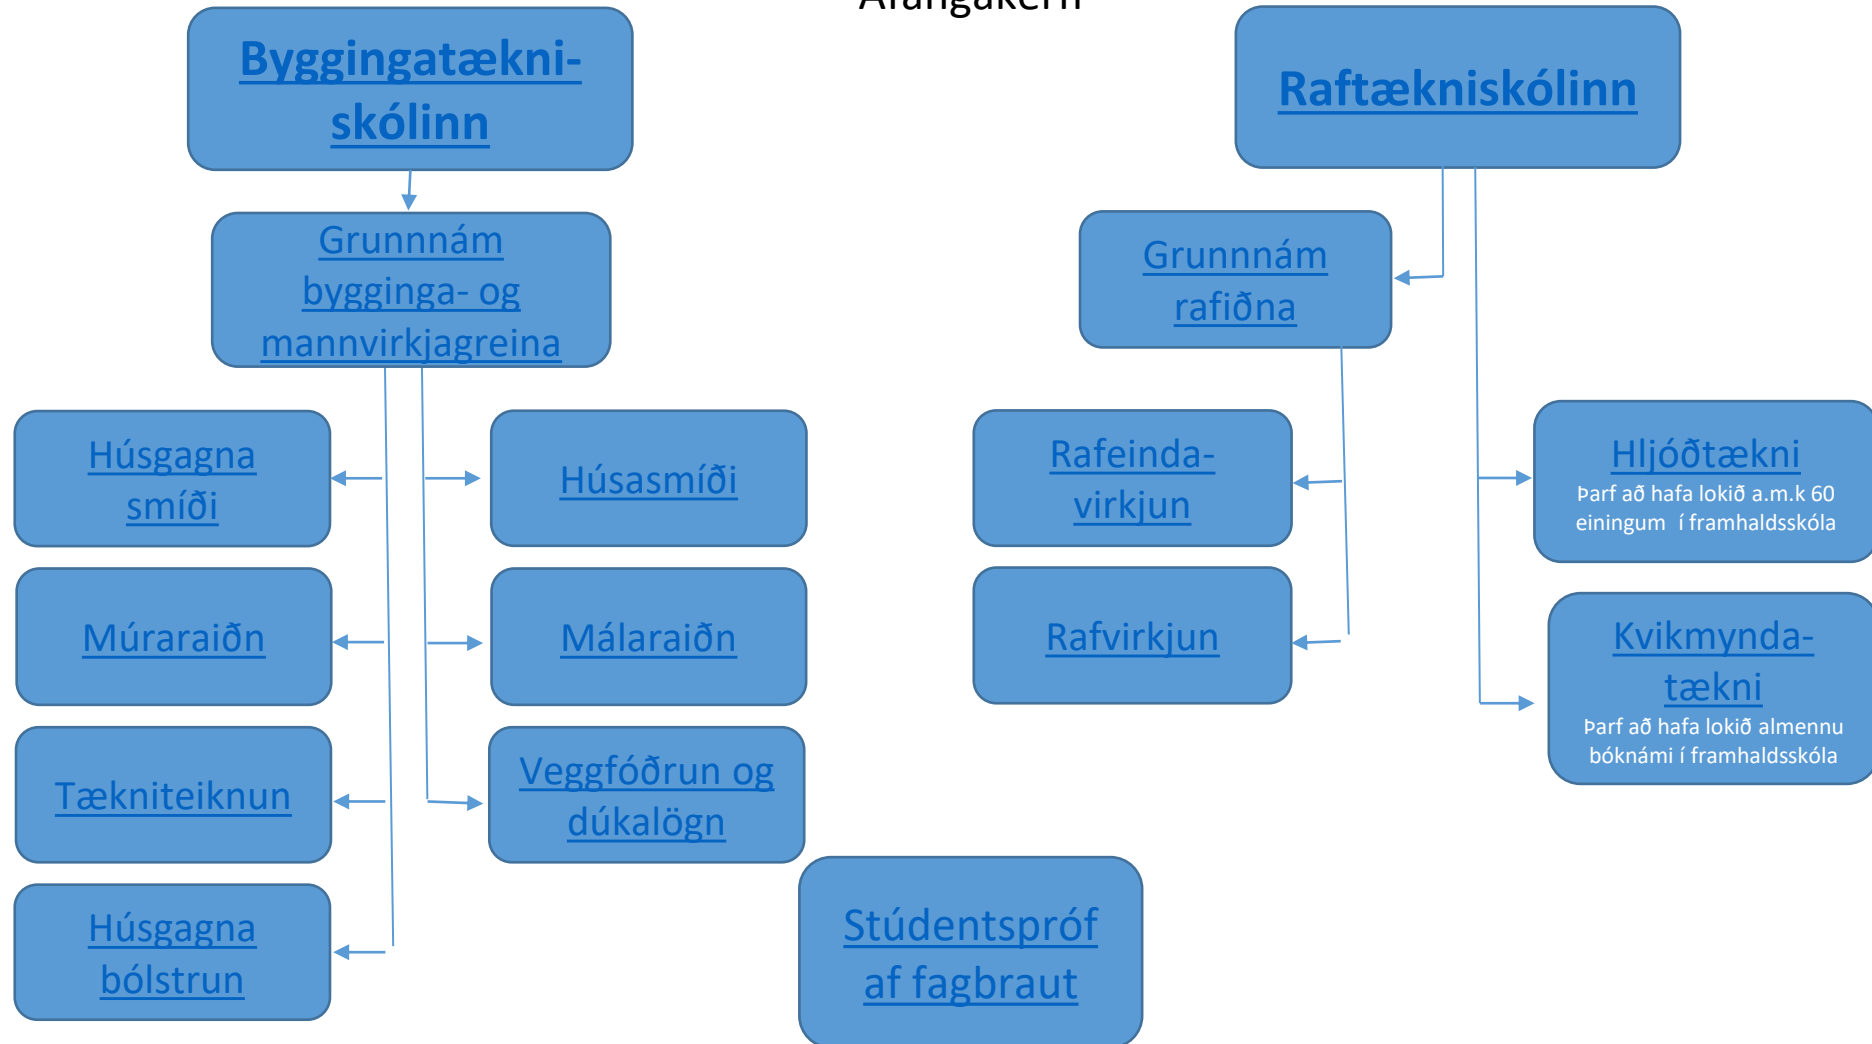 Byggingatækni-
skólinn
Grunnnám
bygginga- og
mannvirkjagreina
Húsgagna
smíði
Húsasmíði
Múraraiðn
Málaraiðn
Tækniteiknun
Veggfóðrun og
dúkalögn
Húsgagna
bólstrun
Stúdentspróf
af fagbraut
Raftækniskólinn
Grunnnám
rafiðna
Rafeinda-
virkjun
Rafvirkjun
Hljóðtækni
Þarf að hafa lokið a.m.k 60
einingum í framhaldsskóla
Kvikmynda-
tækni
Þarf að hafa lokið almennu
bóknámi í framhaldsskóla